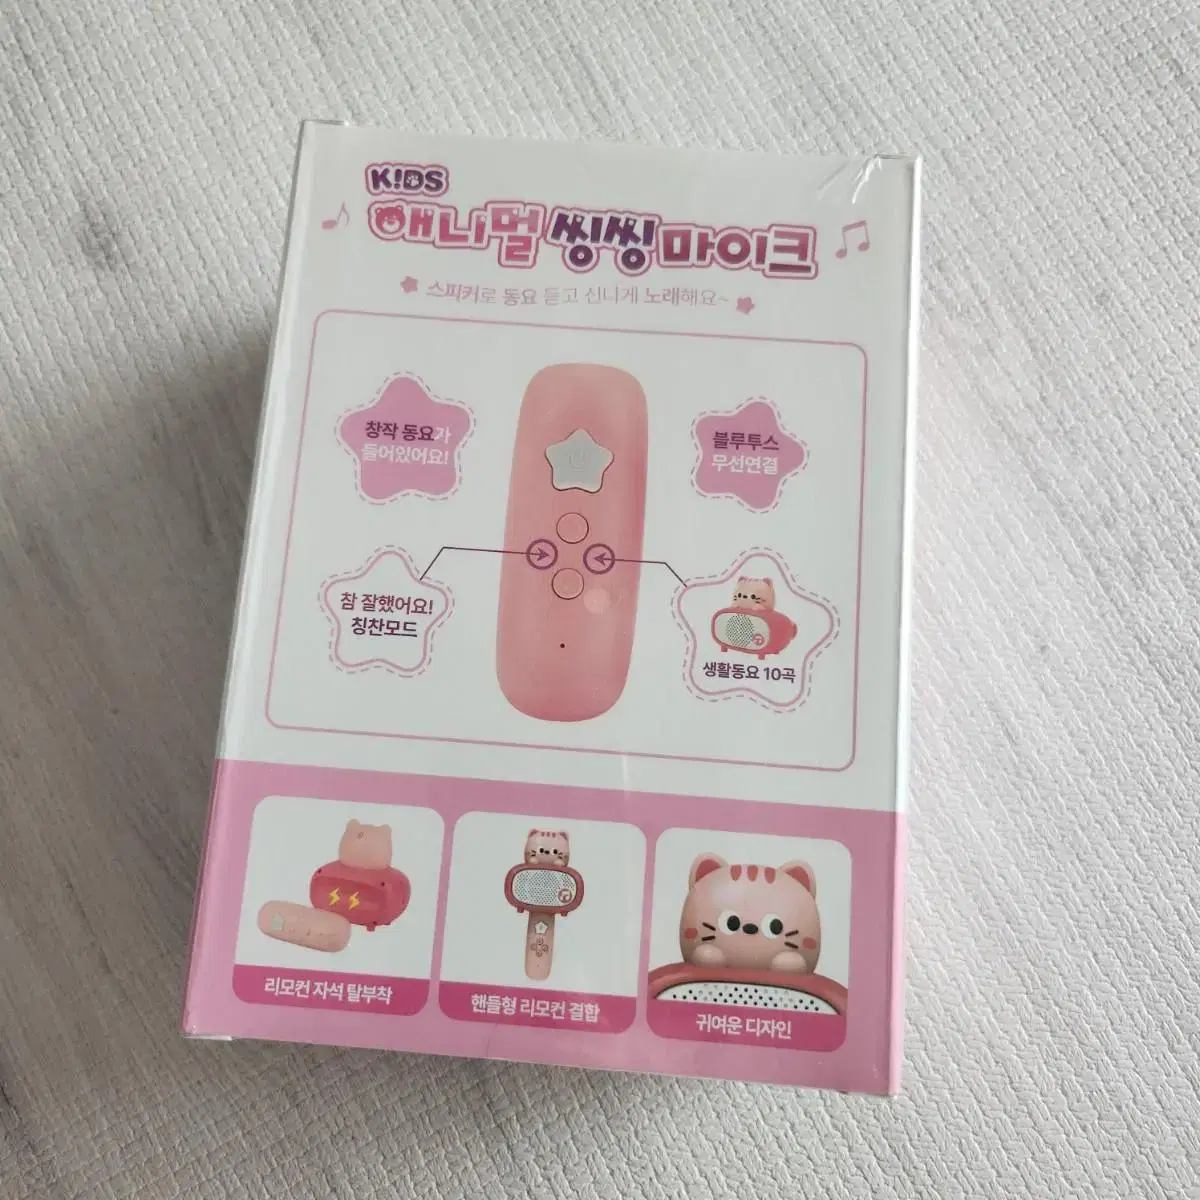 K!DS
애니멀 씽씽 마이크
스피커로 동요 듣고 신나게 노래해요~
창작 동요가
들어있어요!
블루투스
무선연결
참 잘했어요!
칭찬모드
생활동요 10곡
리모컨 자석 탈부착
핸들형 리모컨 결합
귀여운 디자인